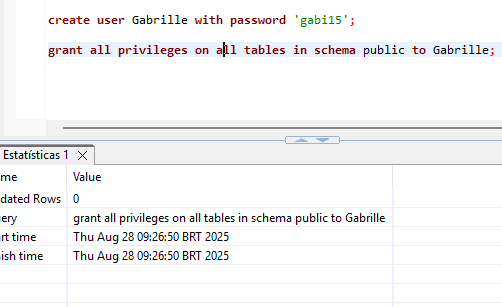 create user Gabrille with password 'gabi15';
grant all privileges on all tables in schema public to Gabrille;
Estatísticas 1
me Value
dated Rows 0
ery grant all privileges on all tables in schema public to Gabrille
rt time Thu Aug 28 09:26:50 BRT 2025
ish time Thu Aug 28 09:26:50 BRT 2025